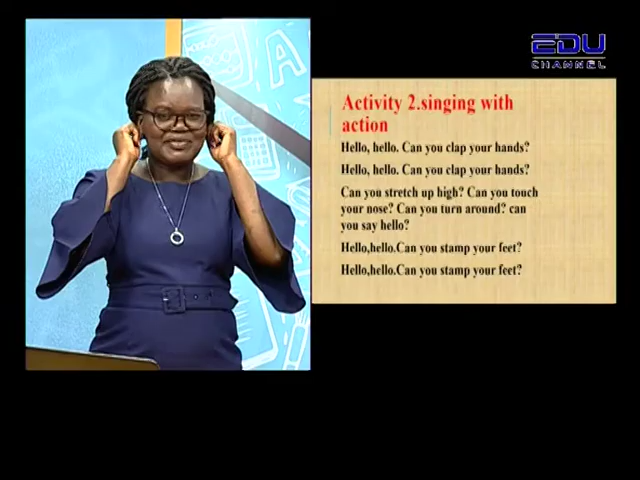 EDU
CHANNEL
Activity 2.singing with
action
Hello, hello. Can you clap your hands?
Hello, hello. Can you clap your hands?
Can you stretch up high? Can you touch
your nose? Can you turn around? can
you say hello?
Hello,hello.Can you stamp your feet?
Hello,hello.Can you stamp your feet?